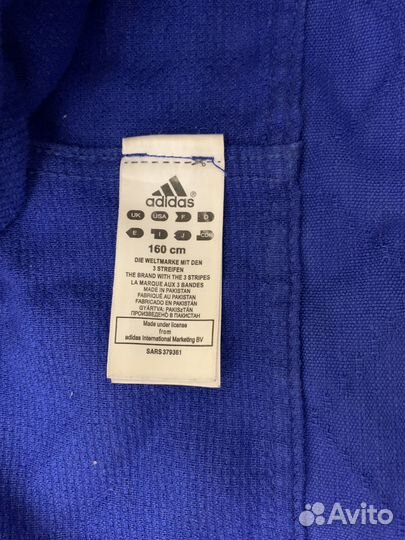 adidas
UK USA F D
E I J CDN
160 cm
DIE WELTMARKE MIT DEN
3 STREIFEN
THE BRAND WITH THE 3 STRIPES
LA MARQUE AUX 3 BANDES
MADE IN PAKISTAN
FABRIQUÉ AU PAKISTAN
FABRICADO EN PAKISTÁN
GYÁRTVA: PAKISZTÁN
ПРОИЗВЕДЕНО В ПАКИСТАН
Made under license
from
adidas International Marketing BV
SARS 379361
Avito